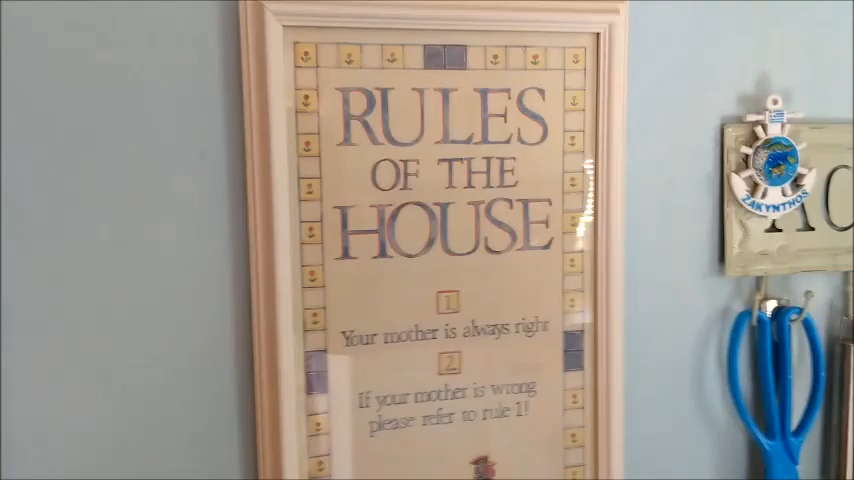 RULES
OF THE
HOUSE
1
Your mother is always right
2
If your mother is wrong
please refer to rule 1!
ZAKYNTHOS